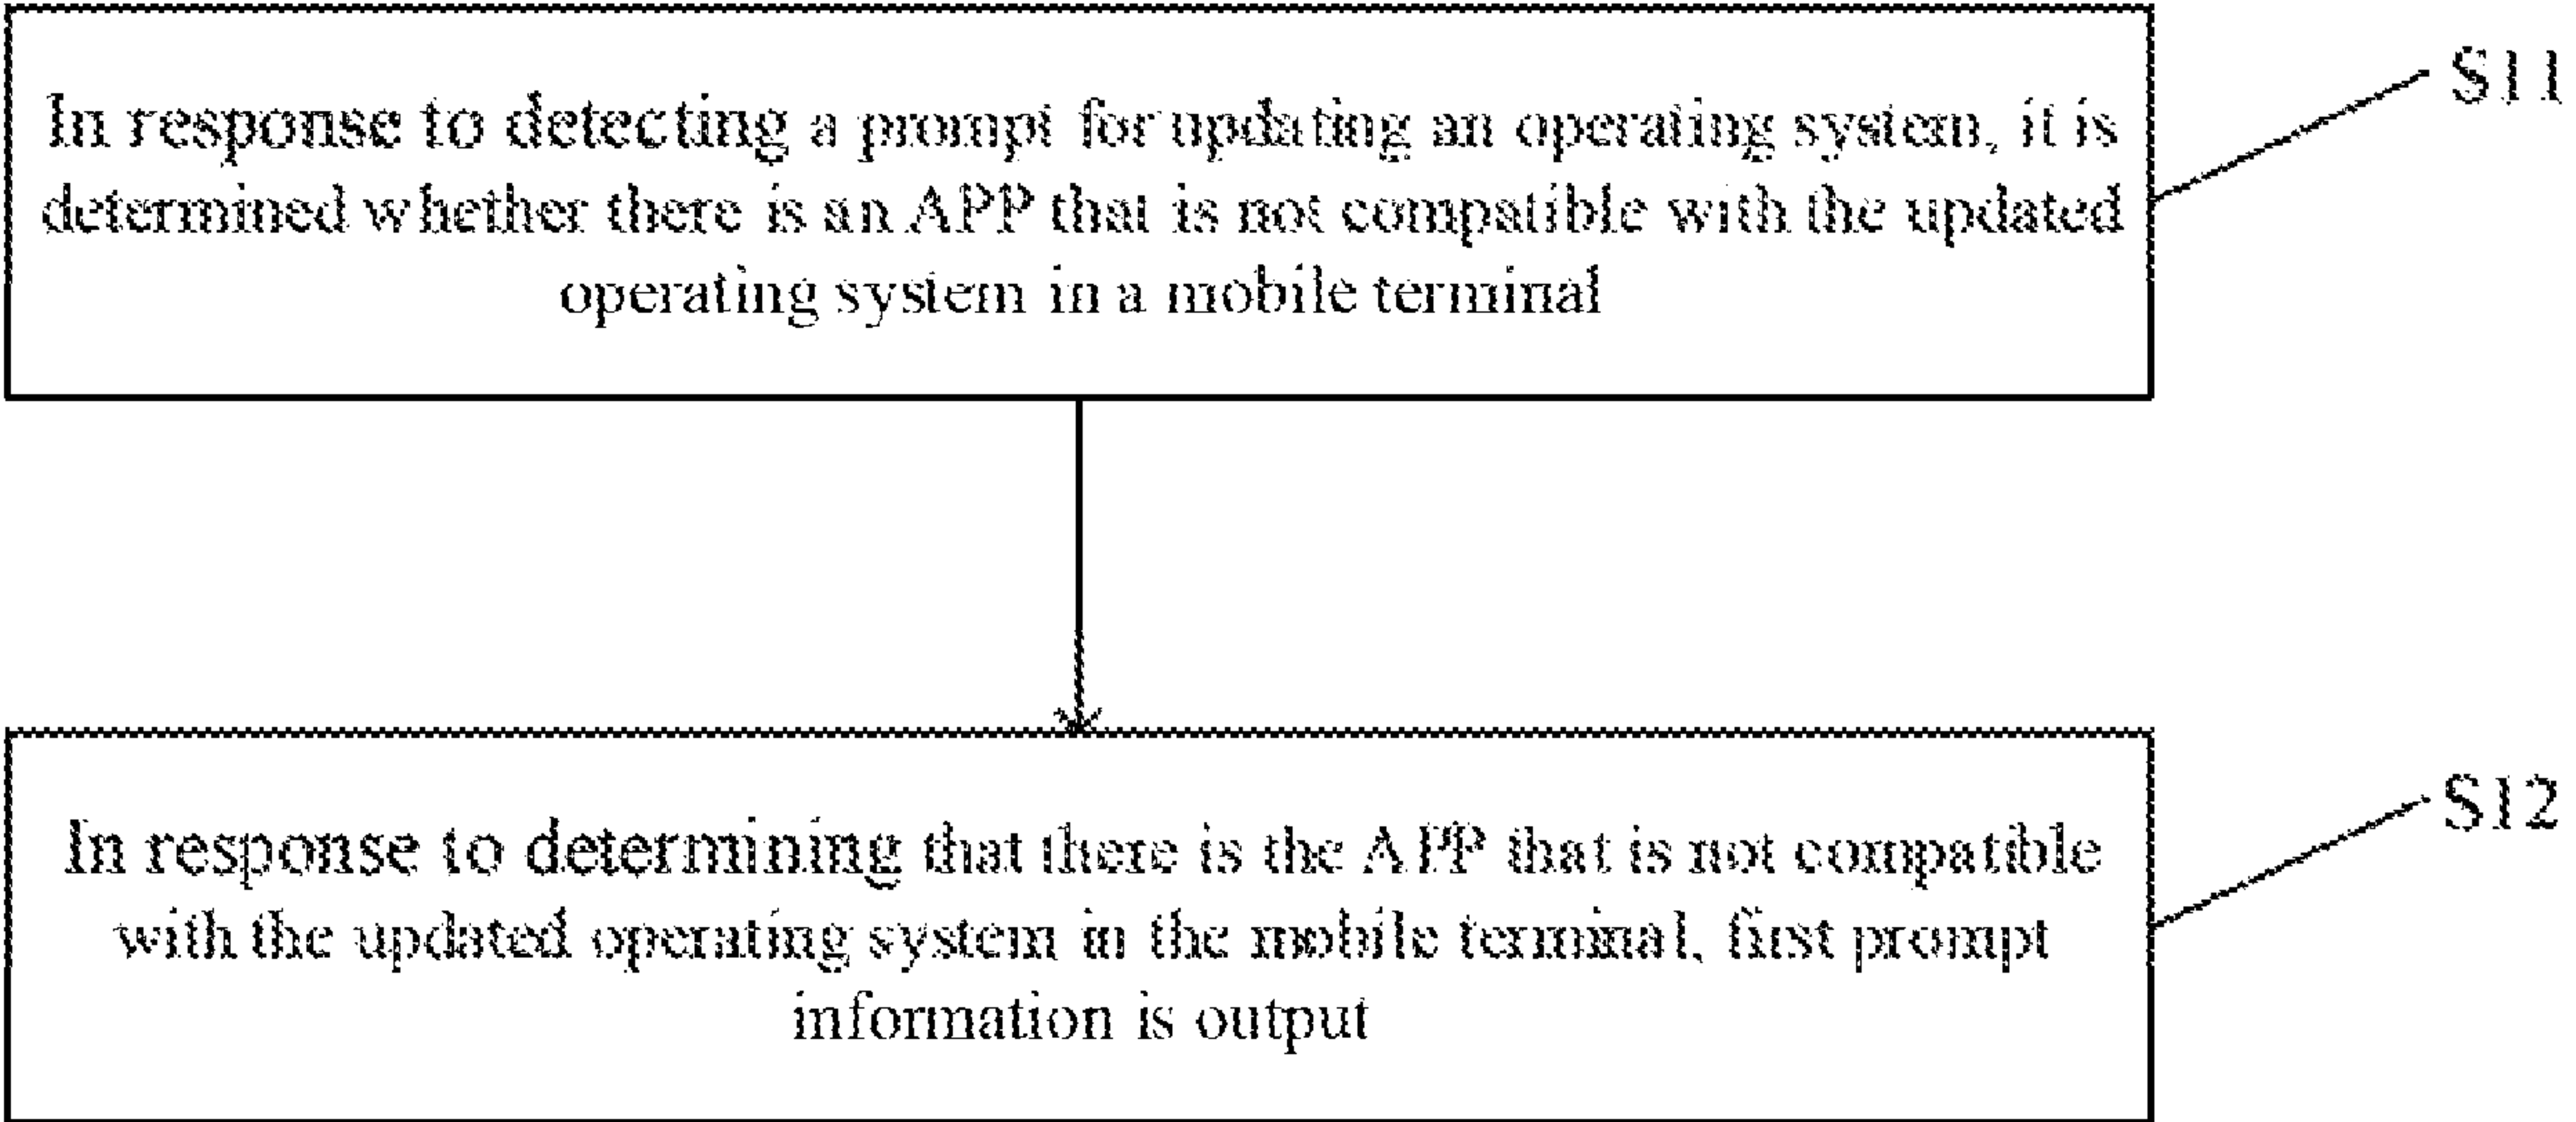 In response to detecting a prompt for updating an operating system, it is
determined whether there is an APP that is not compatible with the updated
operating system in a mobile terminal
S11
In response to determining that there is the APP that is not compatible
with the updated operating system in the mobile terminal, first prompt
information is output
S12